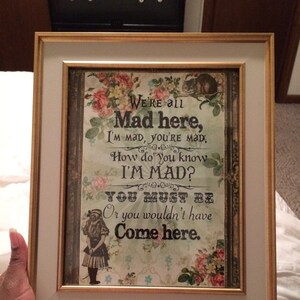 We're all
Mad here,
I'm mad, you're mad.
How do you know
I'M MAD?
YOU MUST BE
Or you wouldn't have
Come here.